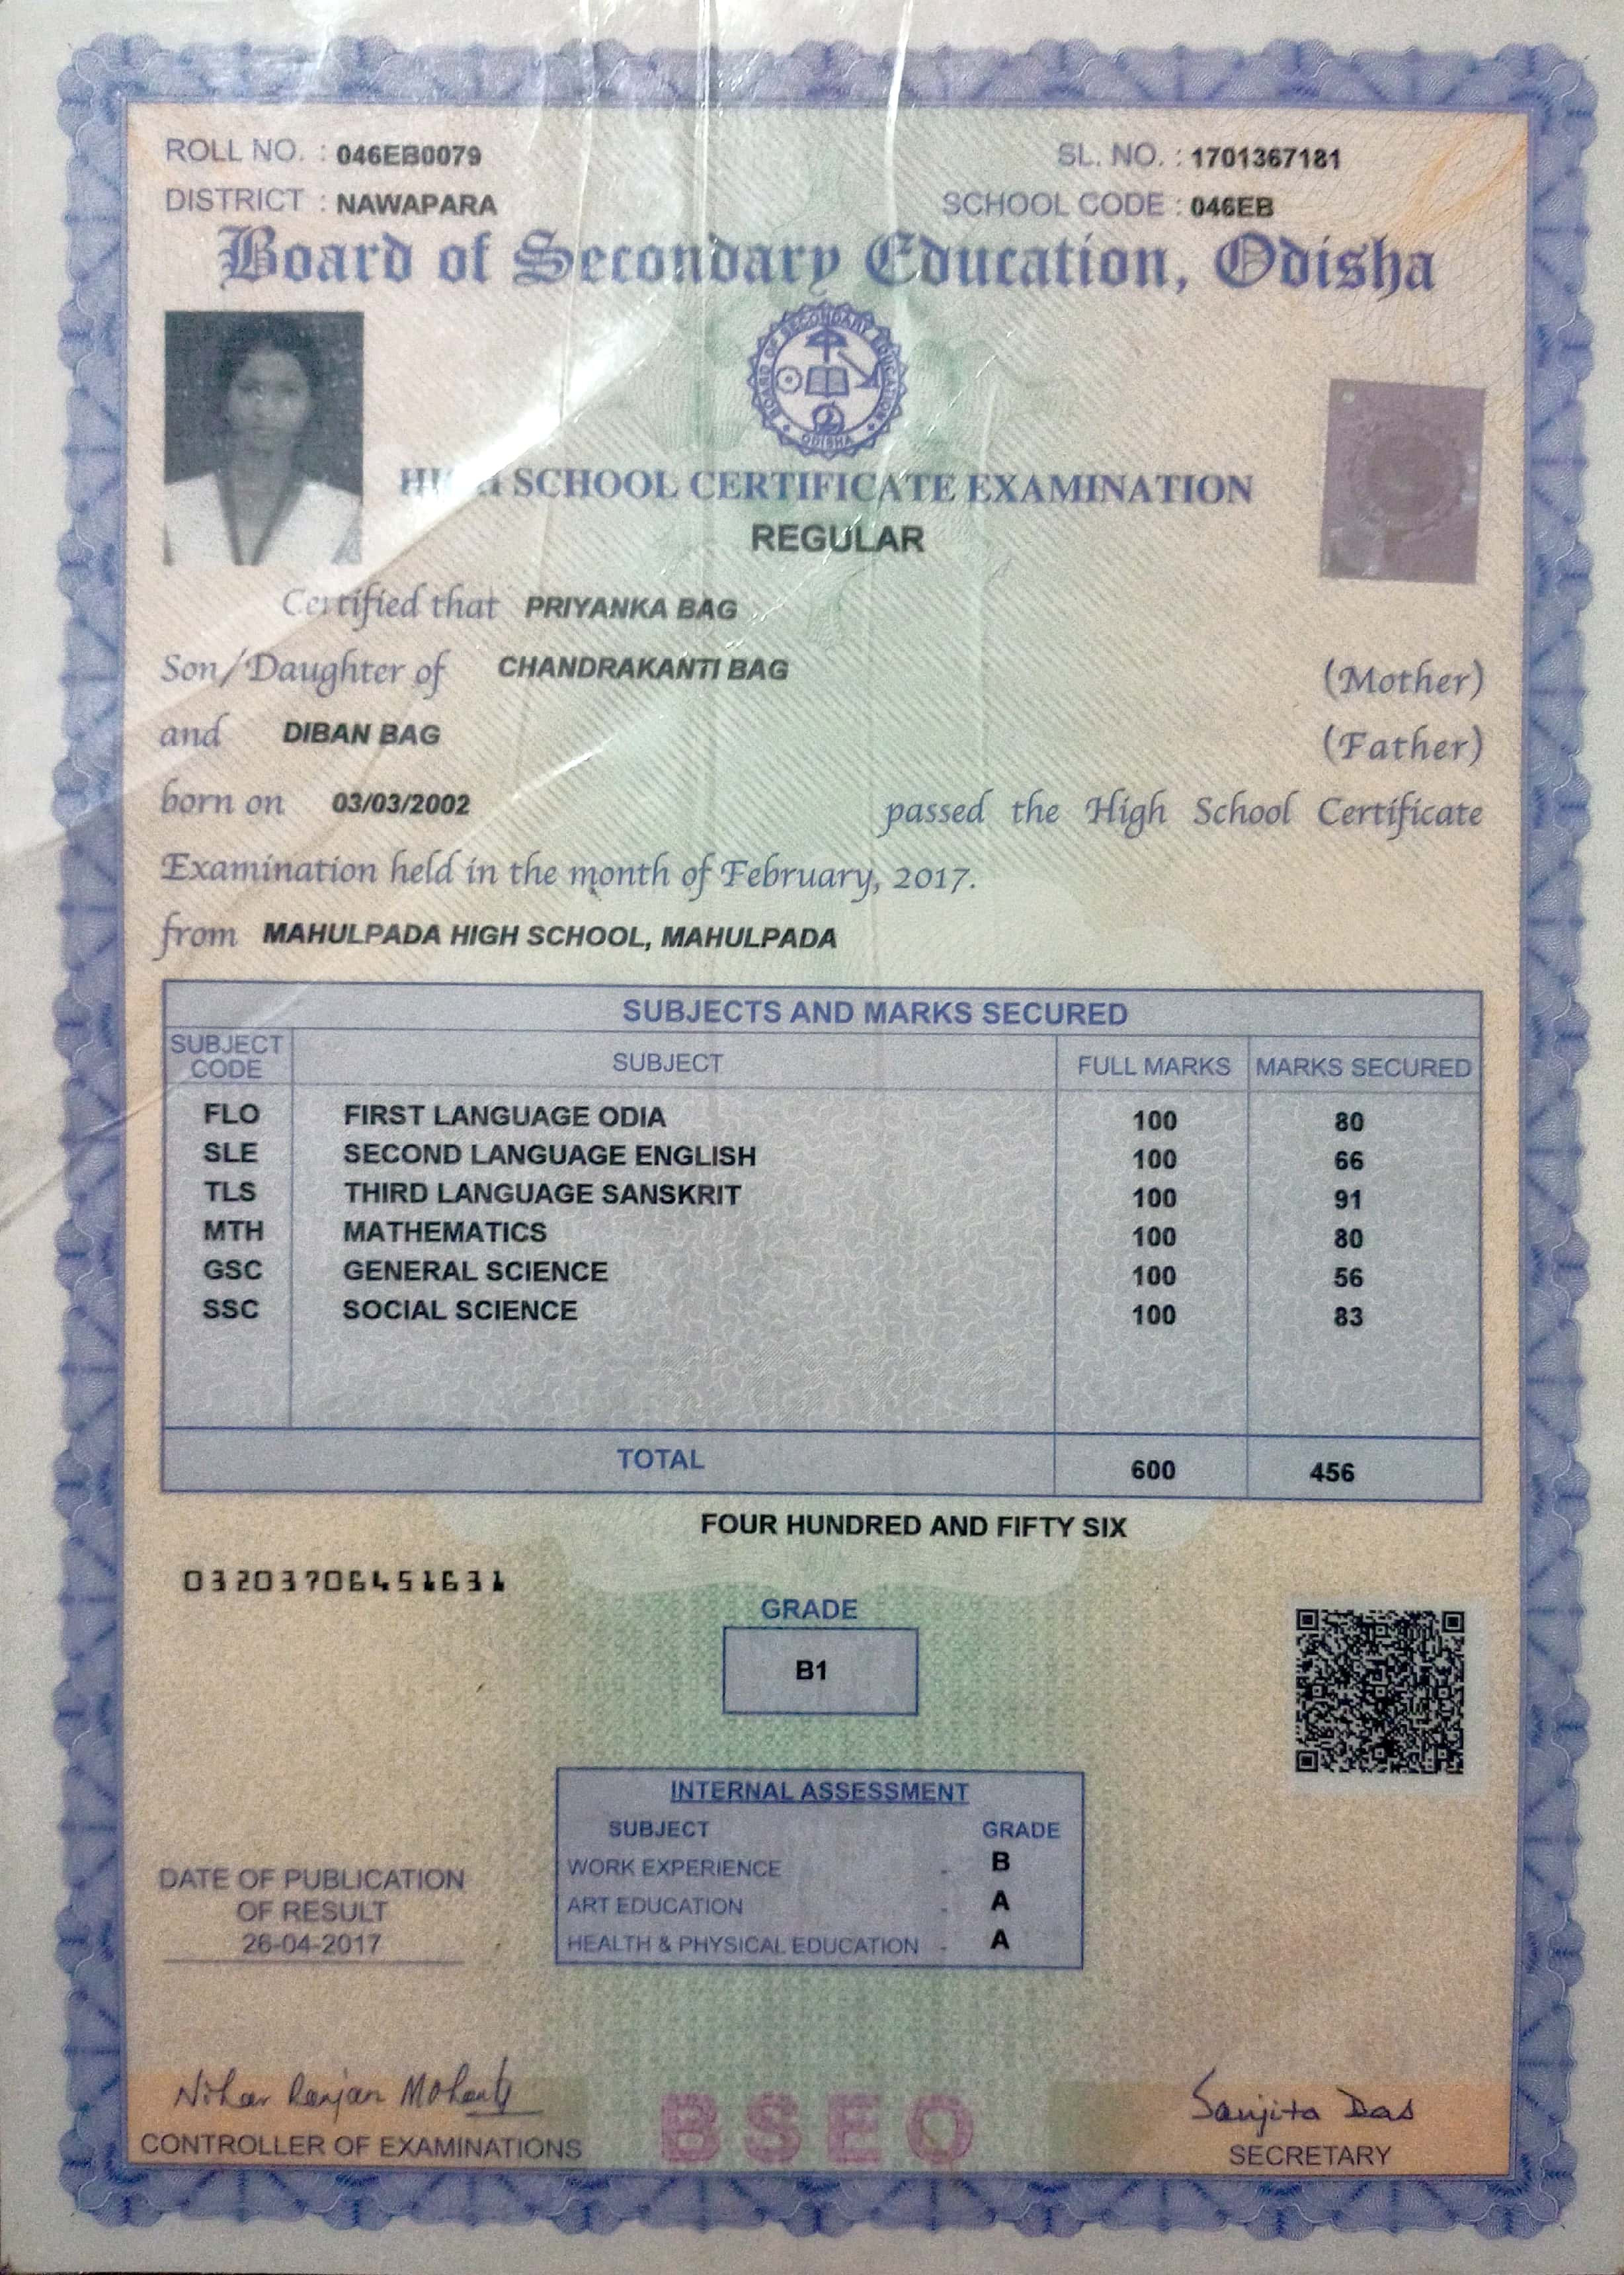 ROLL NO. : 046EB0079
SL. NO. : 1701367181
DISTRICT : NAWAPARA
SCHOOL CODE : 046EB
Board of Secondary Education, Odisha
BOARD OF SECONDARY EDUCATION
ODISHA
HIGH SCHOOL CERTIFICATE EXAMINATION
REGULAR
Certified that PRIYANKA BAG
Son/Daughter of CHANDRAKANTI BAG (Mother)
and DIBAN BAG (Father)
born on 03/03/2002 passed the High School Certificate
Examination held in the month of February, 2017.
from MAHULPADA HIGH SCHOOL, MAHULPADA
SUBJECTS AND MARKS SECURED
SUBJECT CODE SUBJECT FULL MARKS MARKS SECURED
FLO FIRST LANGUAGE ODIA 100 80
SLE SECOND LANGUAGE ENGLISH 100 66
TLS THIRD LANGUAGE SANSKRIT 100 91
MTH MATHEMATICS 100 80
GSC GENERAL SCIENCE 100 56
SSC SOCIAL SCIENCE 100 83
TOTAL 600 456
FOUR HUNDRED AND FIFTY SIX
03203706451631
GRADE
B1
INTERNAL ASSESSMENT
SUBJECT GRADE
WORK EXPERIENCE - B
ART EDUCATION - A
HEALTH & PHYSICAL EDUCATION - A
DATE OF PUBLICATION
OF RESULT
26-04-2017
Nihar Ranjan Mohanty
CONTROLLER OF EXAMINATIONS
BSEO
Sanjita Das
SECRETARY